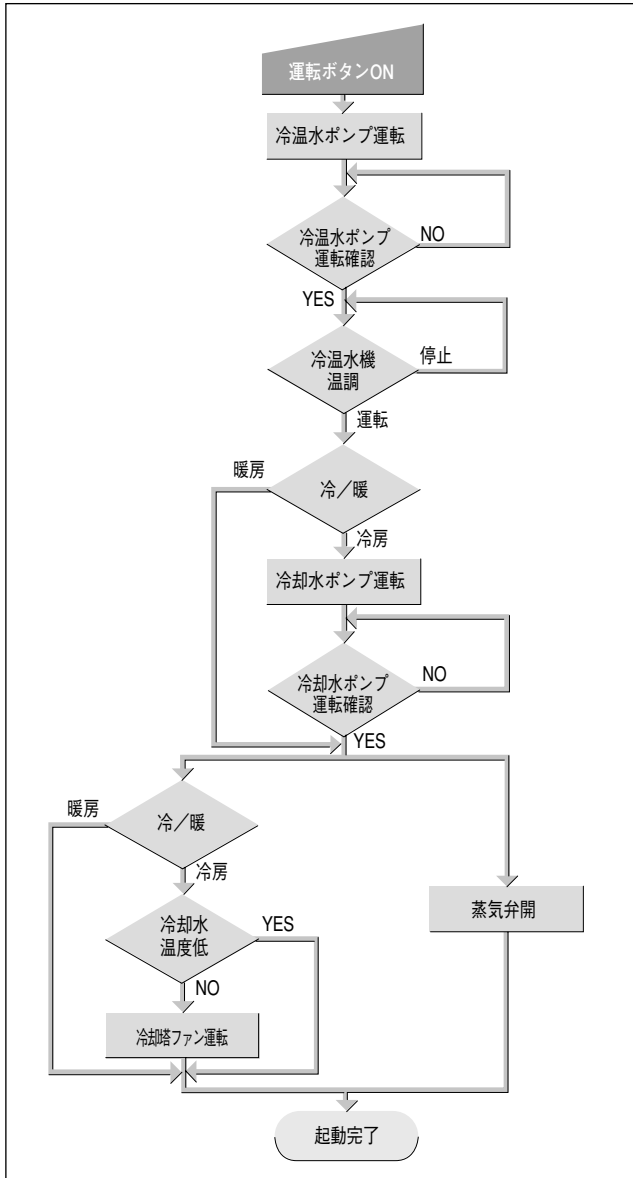 運転ボタンON
冷温水ポンプ運転
冷温水ポンプ
運転確認
NO
YES
冷温水機
温調
停止
運転
暖房
冷／暖
冷房
冷却水ポンプ運転
冷却水ポンプ
運転確認
NO
YES
暖房
冷／暖
冷房
蒸気弁開
冷却水
温度低
YES
NO
冷却塔ファン運転
起動完了